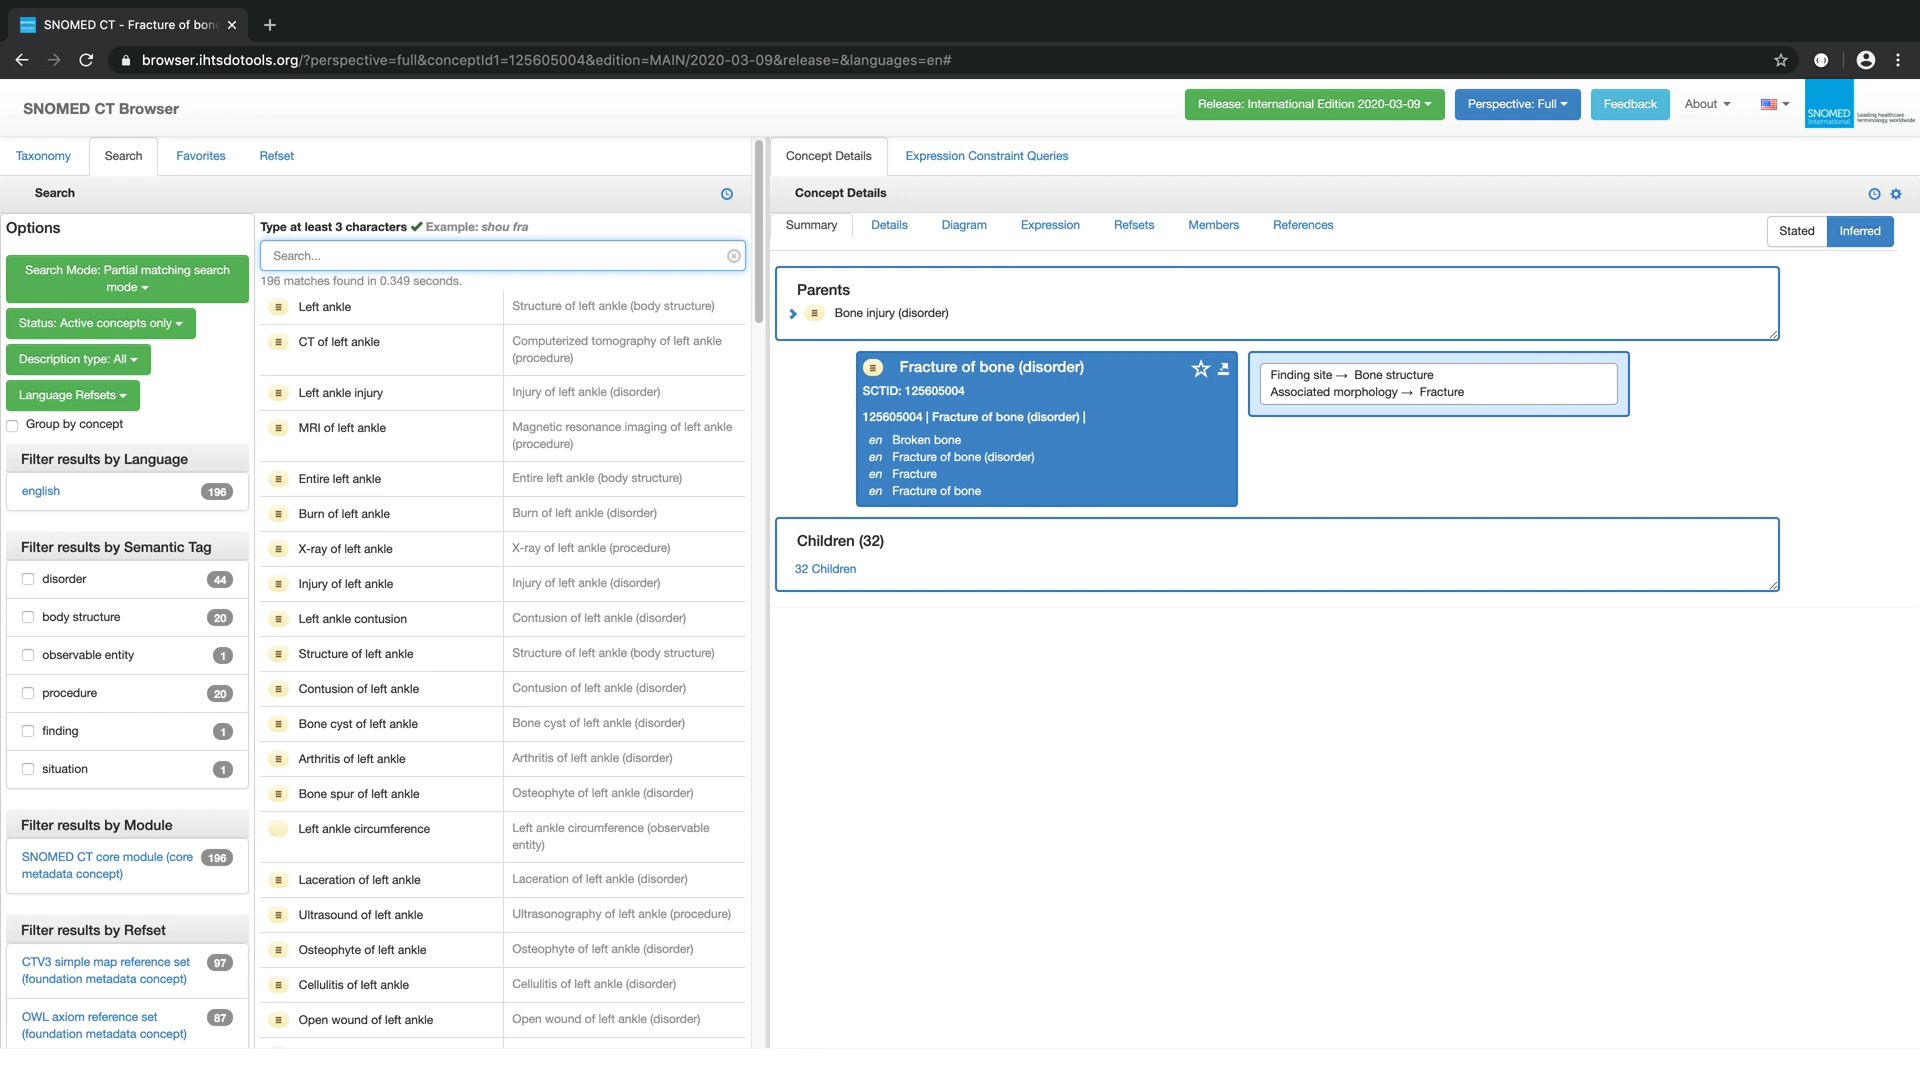 SNOMED CT - Fracture of bon
browser.ihtsdotools.org/?perspective=full&conceptId1=125605004&edition=MAIN/2020-03-09&release=&languages=en#
SNOMED CT Browser
Release: International Edition 2020-03-09
Perspective: Full
Feedback
About
SNOMED
International
Leading healthcare
terminology, worldwide
Taxonomy
Search
Favorites
Refset
Search
Options
Search Mode: Partial matching search
mode
Status: Active concepts only
Description type: All
Language Refsets
Group by concept
Filter results by Language
english 196
Filter results by Semantic Tag
disorder 44
body structure 20
observable entity 1
procedure 20
finding 1
situation 1
Filter results by Module
SNOMED CT core module (core 196
metadata concept)
Filter results by Refset
CTV3 simple map reference set 97
(foundation metadata concept)
OWL axiom reference set 87
(foundation metadata concept)
Type at least 3 characters Example: shou fra
Search...
196 matches found in 0.349 seconds.
Left ankle Structure of left ankle (body structure)
CT of left ankle Computerized tomography of left ankle
(procedure)
Left ankle injury Injury of left ankle (disorder)
MRI of left ankle Magnetic resonance imaging of left ankle
(procedure)
Entire left ankle Entire left ankle (body structure)
Burn of left ankle Burn of left ankle (disorder)
X-ray of left ankle X-ray of left ankle (procedure)
Injury of left ankle Injury of left ankle (disorder)
Left ankle contusion Contusion of left ankle (disorder)
Structure of left ankle Structure of left ankle (body structure)
Contusion of left ankle Contusion of left ankle (disorder)
Bone cyst of left ankle Bone cyst of left ankle (disorder)
Arthritis of left ankle Arthritis of left ankle (disorder)
Bone spur of left ankle Osteophyte of left ankle (disorder)
Left ankle circumference Left ankle circumference (observable
entity)
Laceration of left ankle Laceration of left ankle (disorder)
Ultrasound of left ankle Ultrasonography of left ankle (procedure)
Osteophyte of left ankle Osteophyte of left ankle (disorder)
Cellulitis of left ankle Cellulitis of left ankle (disorder)
Open wound of left ankle Open wound of left ankle (disorder)
Concept Details
Expression Constraint Queries
Concept Details
Summary
Details
Diagram
Expression
Refsets
Members
References
Stated
Inferred
Parents
Bone injury (disorder)
Fracture of bone (disorder)
SCTID: 125605004
125605004 | Fracture of bone (disorder) |
en Broken bone
en Fracture of bone (disorder)
en Fracture
en Fracture of bone
Finding site → Bone structure
Associated morphology → Fracture
Children (32)
32 Children